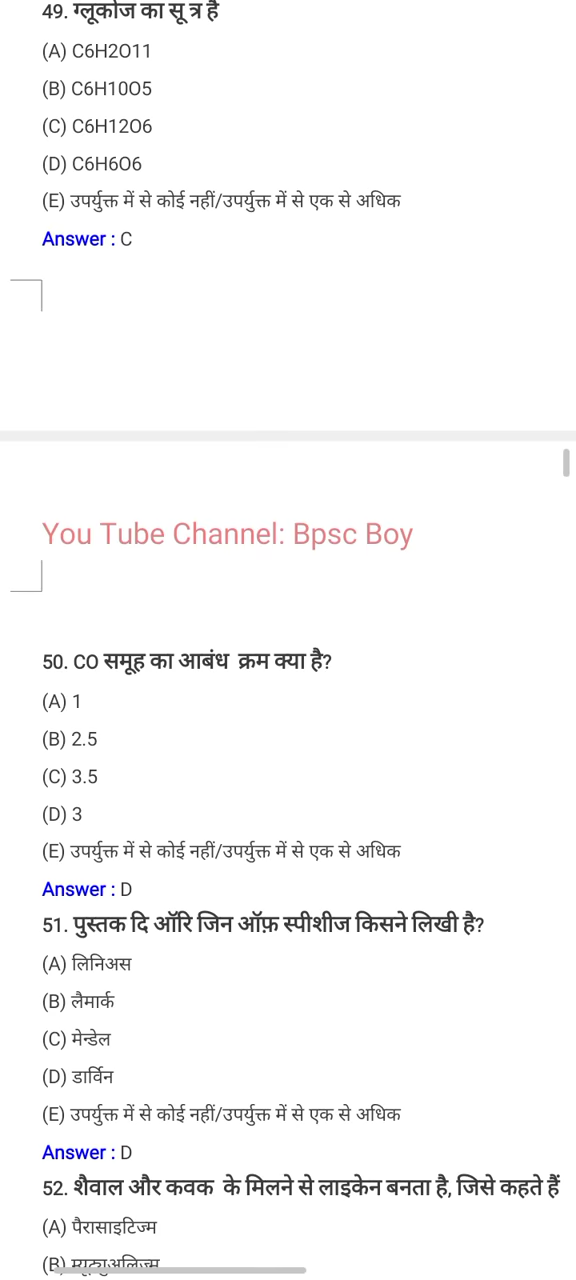 49. ग्लूकोज का सू त्र है
(A) C6H2O11
(B) C6H10O5
(C) C6H12O6
(D) C6H6O6
(E) उपर्युक्त में से कोई नहीं/उपर्युक्त में से एक से अधिक
Answer : C
You Tube Channel: Bpsc Boy
50. CO समूह का आबंध क्रम क्या है?
(A) 1
(B) 2.5
(C) 3.5
(D) 3
(E) उपर्युक्त में से कोई नहीं/उपर्युक्त में से एक से अधिक
Answer : D
51. पुस्तक दि ऑरि जिन ऑफ़ स्पीशीज किसने लिखी है?
(A) लिनिअस
(B) लैमार्क
(C) मेन्डेल
(D) डार्विन
(E) उपर्युक्त में से कोई नहीं/उपर्युक्त में से एक से अधिक
Answer : D
52. शैवाल और कवक के मिलने से लाइकेन बनता है, जिसे कहते हैं
(A) पैरासाइटिज्म
(B) म्यूच्युअलिज्म